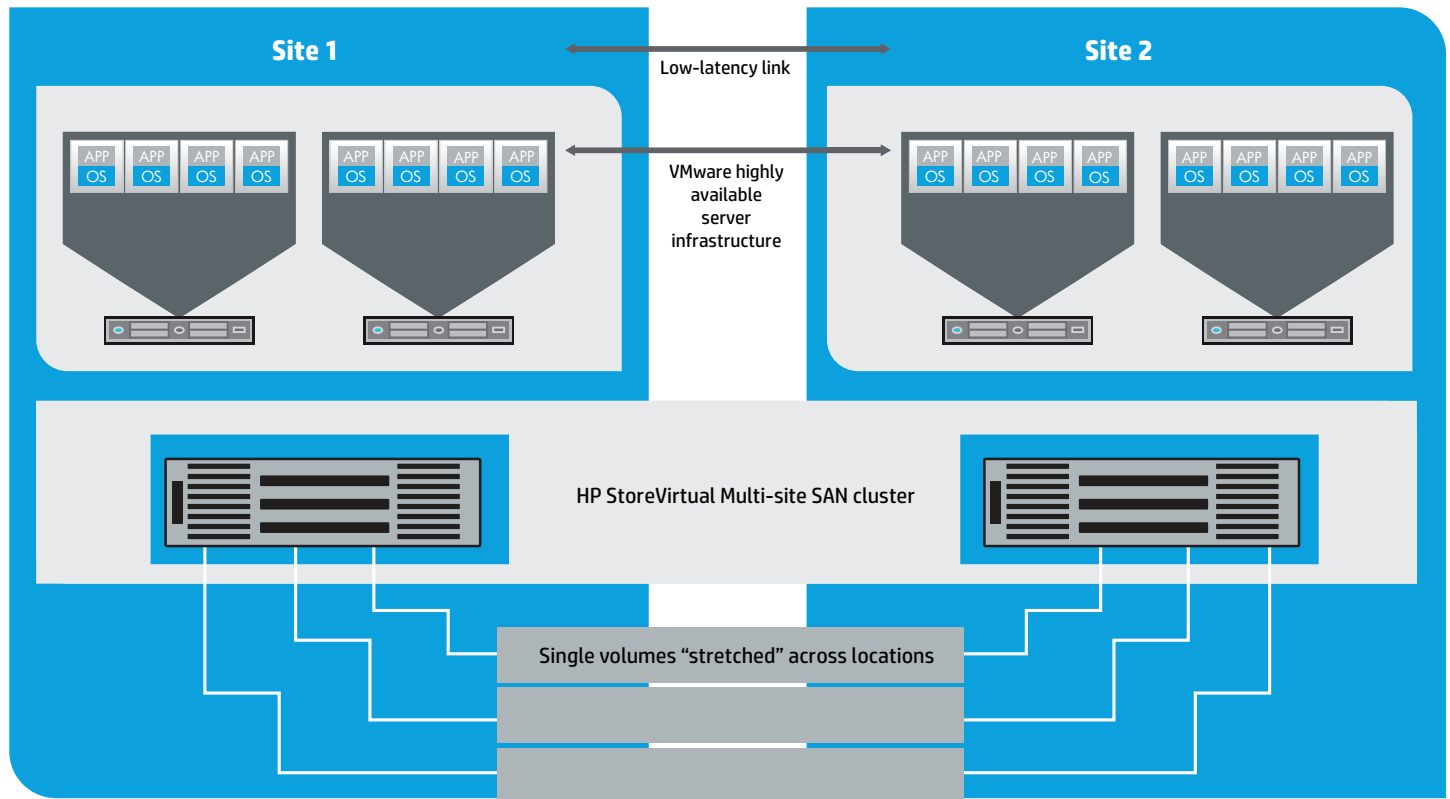 Site 1
Site 2
Low-latency link
APP APP APP APP APP APP APP APP
OS OS OS OS OS OS OS OS
VMware highly
available
server
infrastructure
APP APP APP APP APP APP APP APP
OS OS OS OS OS OS OS OS
HP StoreVirtual Multi-site SAN cluster
Single volumes “stretched” across locations